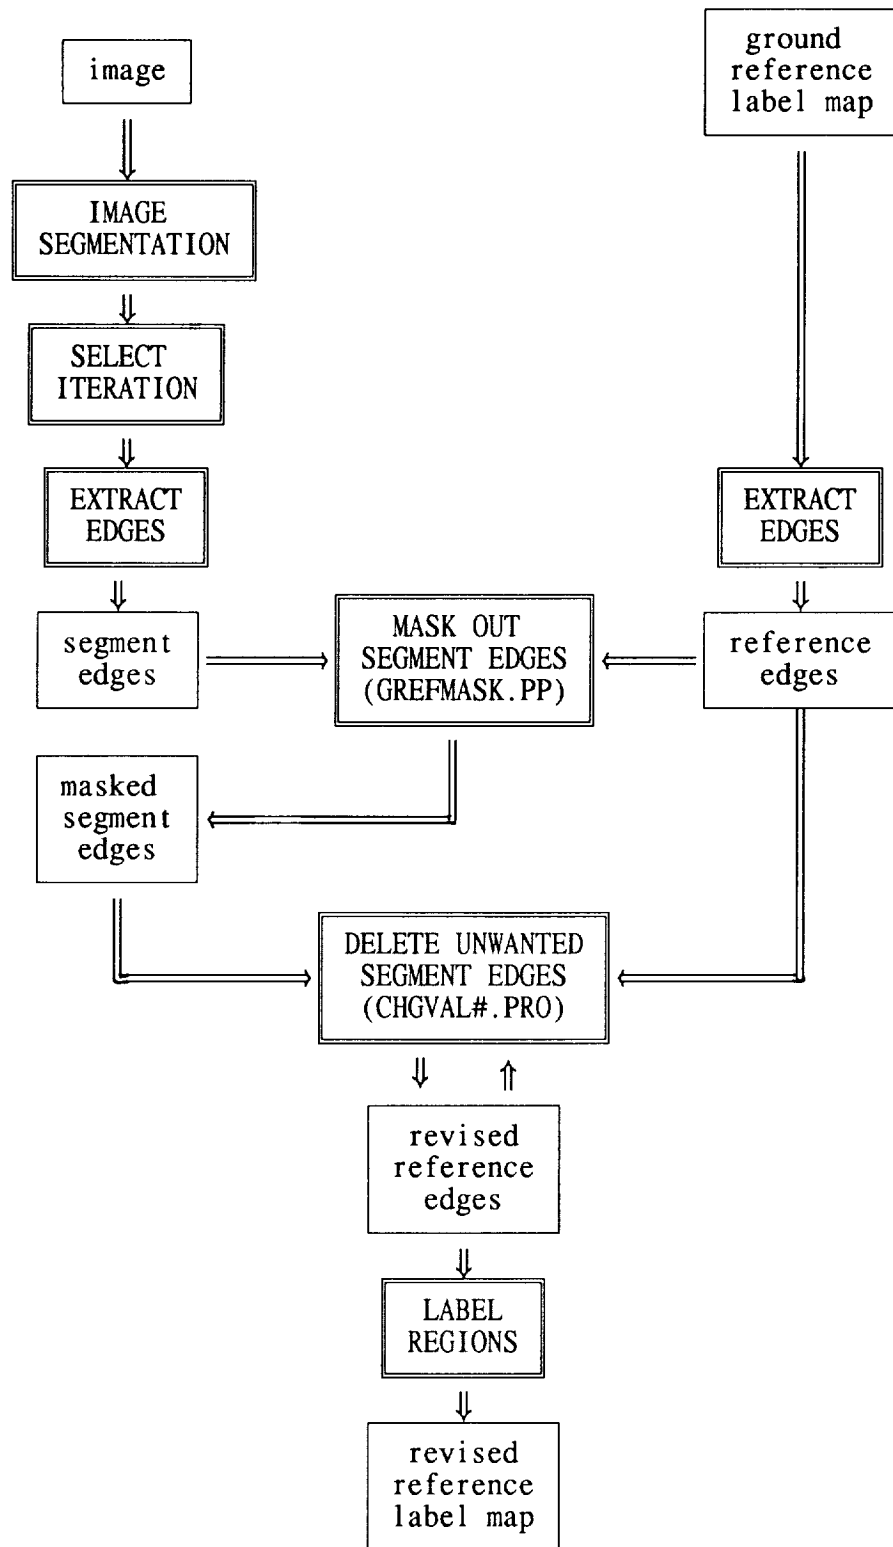 image
ground
reference
label map
IMAGE
SEGMENTATION
SELECT
ITERATION
EXTRACT
EDGES
EXTRACT
EDGES
segment
edges
MASK OUT
SEGMENT EDGES
(GREFMASK.PP)
reference
edges
masked
segment
edges
DELETE UNWANTED
SEGMENT EDGES
(CHGVAL#.PRO)
revised
reference
edges
LABEL
REGIONS
revised
reference
label map